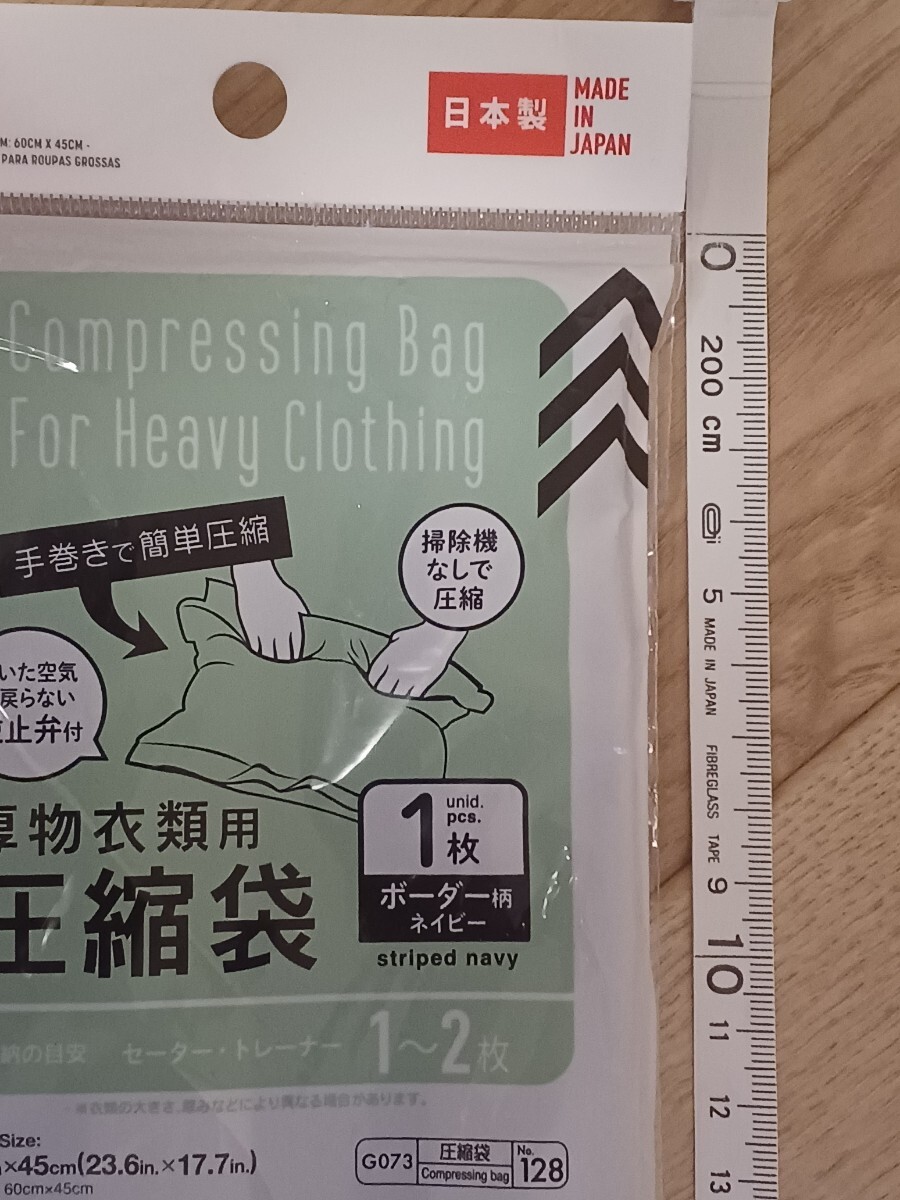 日本製
MADE
IN
JAPAN
M: 60CM X 45CM -
PARA ROUPAS GROSSAS
Compressing Bag
For Heavy Clothing
手巻きで簡単圧縮
掃除機
なしで
圧縮
いた空気
戻らない
止弁付
厚物衣類用
圧縮袋
1 unid.
pcs.
枚
ボーダー柄
ネイビー
striped navy
納の目安 セーター・トレーナー 1〜2枚
※衣類の大きさ、厚みなどにより異なる場合があります。
Size:
×45cm(23.6in.×17.7in.)
60cm×45cm
G073 圧縮袋 No.
Compressing bag 128
0
200 cm
5
MADE IN JAPAN
FIBREGLASS TAPE
9
10
11
12
13